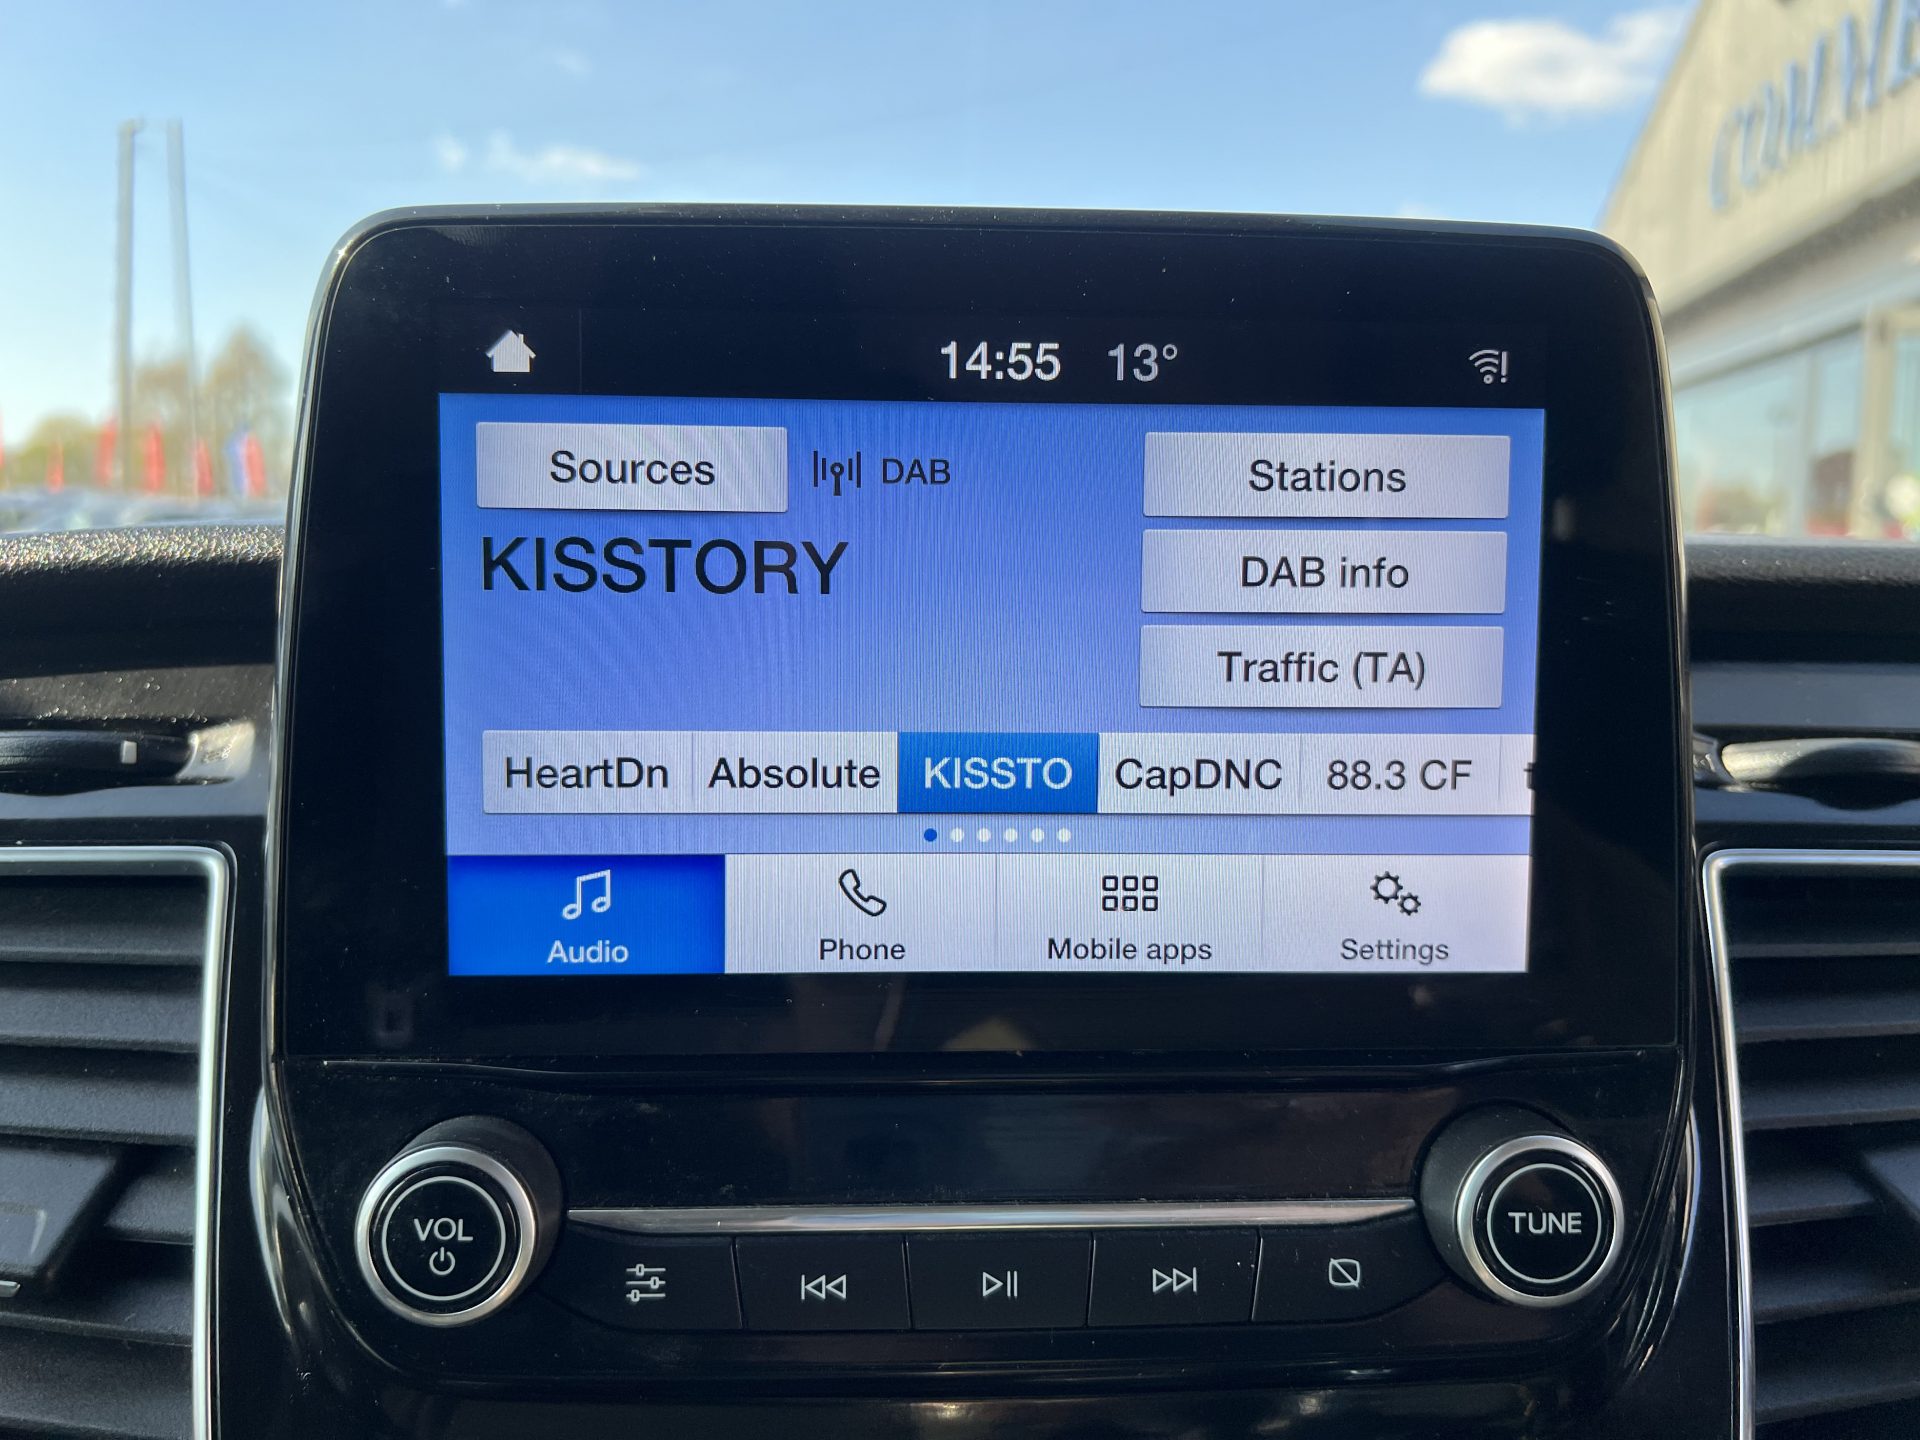 14:55 13°
Sources DAB Stations
KISSTORY
DAB info
Traffic (TA)
HeartDn Absolute KISSTO CapDNC 88.3 CF
Audio Phone Mobile apps Settings
VOL
TUNE